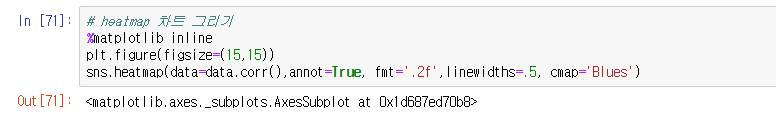 In [71]: # heatmap 차트 그리기
%matplotlib inline
plt.figure(figsize=(15,15))
sns.heatmap(data=data.corr(),annot=True, fmt='.2f',linewidths=.5, cmap='Blues')
Out[71]: <matplotlib.axes._subplots.AxesSubplot at 0x1d687ed70b8>